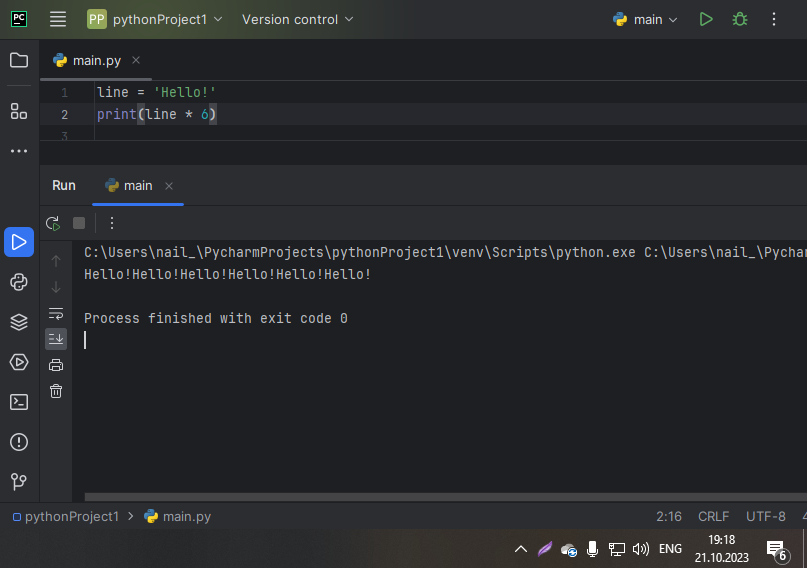 PC PP pythonProject1 Version control main
main.py
1 line = 'Hello!'
2 print(line * 6)
3
Run main
C:\Users\nail_\PycharmProjects\pythonProject1\venv\Scripts\python.exe C:\Users\nail_\Pychar
Hello!Hello!Hello!Hello!Hello!Hello!
Process finished with exit code 0
pythonProject1 > main.py 2:16 CRLF UTF-8
ENG 19:18
21.10.2023 6